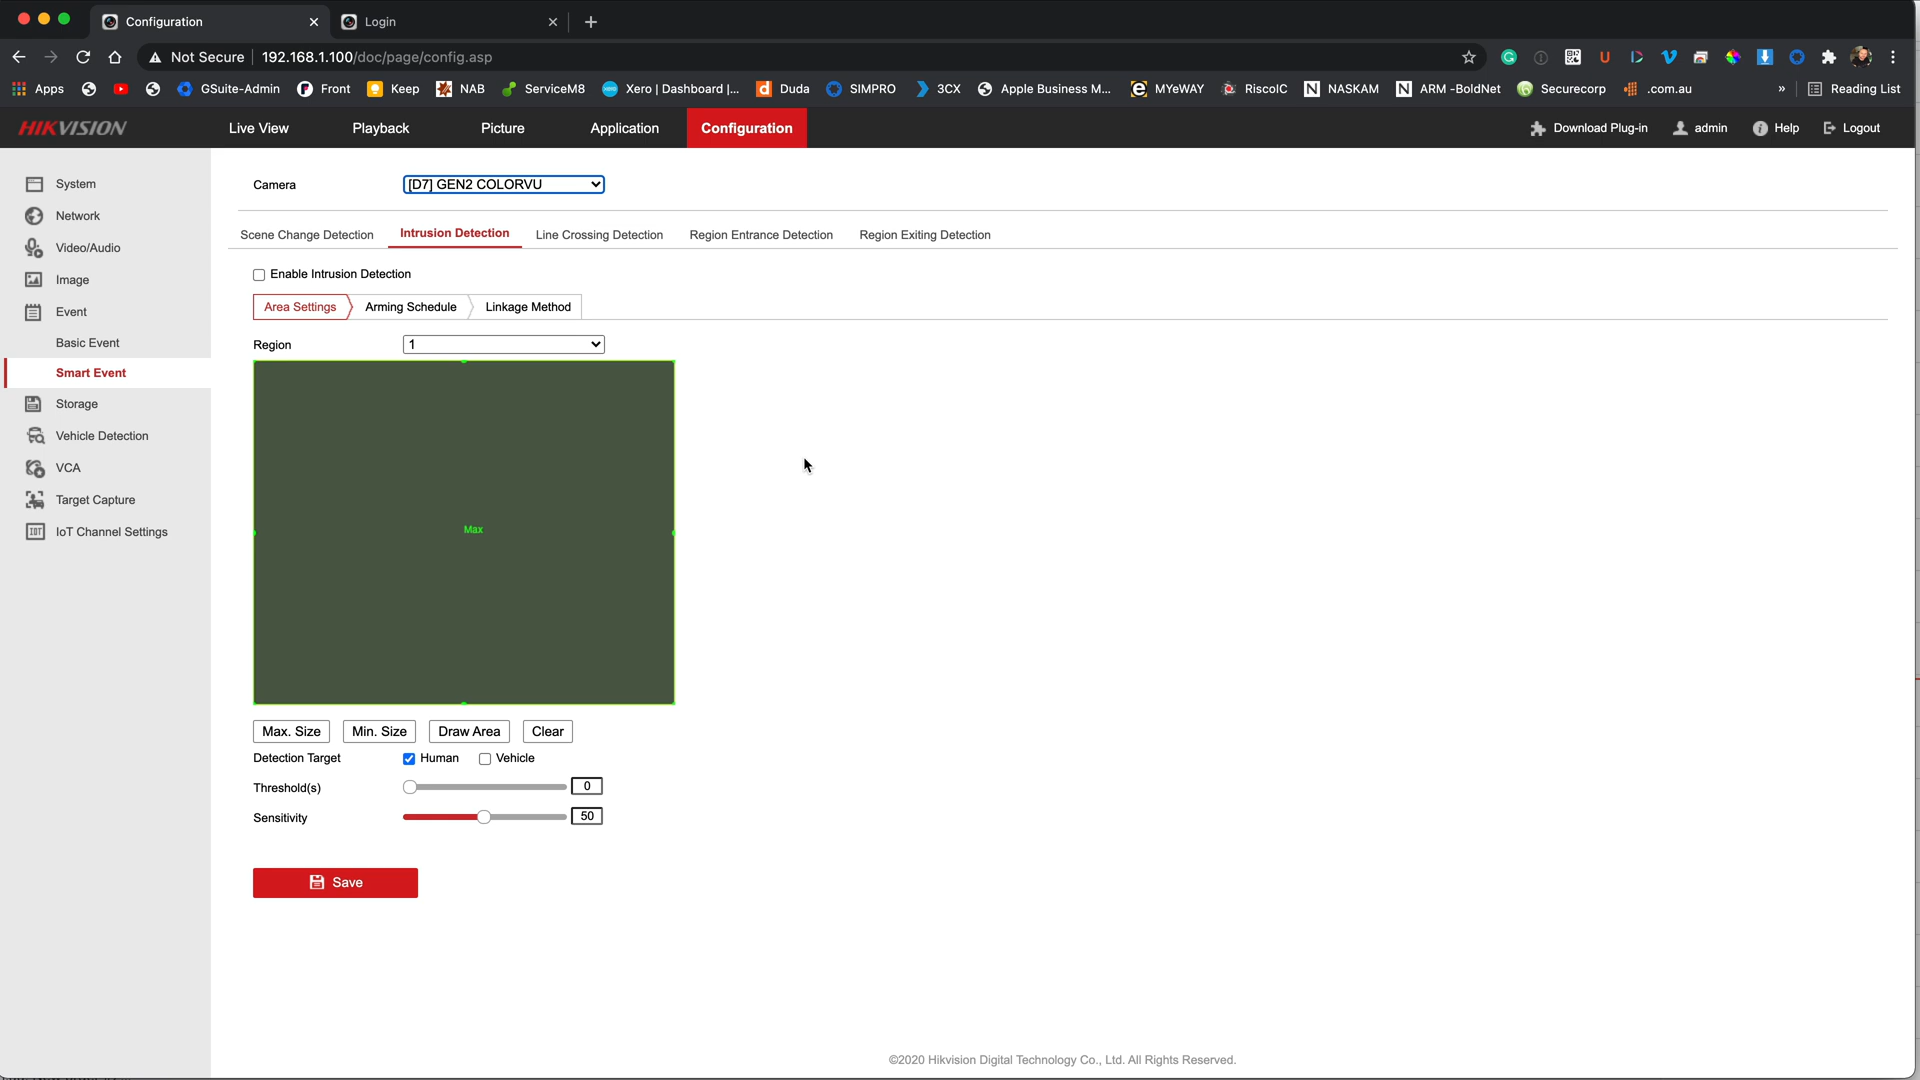 Configuration
Login
Not Secure
192.168.1.100/doc/page/config.asp
Apps
GSuite-Admin
Front
Keep
NAB
ServiceM8
Xero | Dashboard |...
Duda
SIMPRO
3CX
Apple Business M...
MYeWAY
RiscoIC
NASKAM
ARM -BoldNet
Securecorp
.com.au
»
Reading List
HIKVISION
Live View
Playback
Picture
Application
Configuration
Download Plug-in
admin
Help
Logout
System
Network
Video/Audio
Image
Event
Basic Event
Smart Event
Storage
Vehicle Detection
VCA
Target Capture
IOT
IoT Channel Settings
Camera
[D7] GEN2 COLORVU
Scene Change Detection
Intrusion Detection
Line Crossing Detection
Region Entrance Detection
Region Exiting Detection
Enable Intrusion Detection
Area Settings
Arming Schedule
Linkage Method
Region
1
Max
Max. Size
Min. Size
Draw Area
Clear
Detection Target
Human
Vehicle
Threshold(s)
0
Sensitivity
50
Save
©2020 Hikvision Digital Technology Co., Ltd. All Rights Reserved.